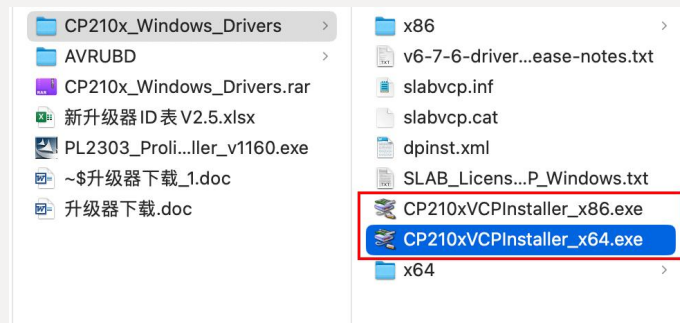 CP210x_Windows_Drivers
AVRUBD
CP210x_Windows_Drivers.rar
新升级器ID表V2.5.xlsx
PL2303_Proli...ller_v1160.exe
~$升级器下载_1.doc
升级器下载.doc
x86
v6-7-6-driver...ease-notes.txt
slabvcp.inf
slabvcp.cat
dpinst.xml
SLAB_Licens...P_Windows.txt
CP210xVCPInstaller_x86.exe
CP210xVCPInstaller_x64.exe
x64